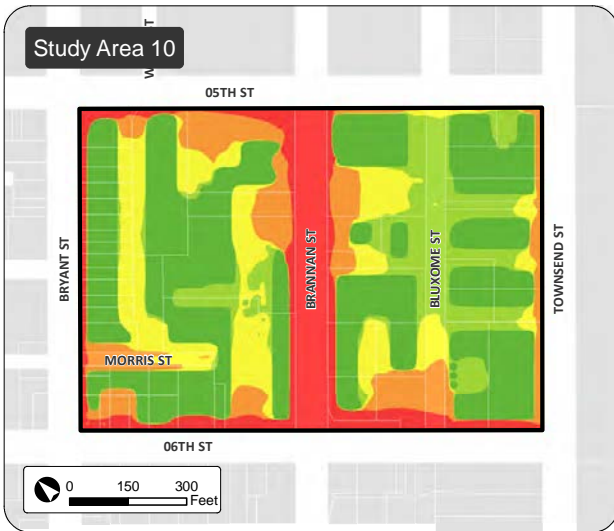 Study Area 10
05TH ST
BRYANT ST
BRANNAN ST
BLUXOME ST
TOWNSEND ST
MORRIS ST
06TH ST
0 150 300
Feet